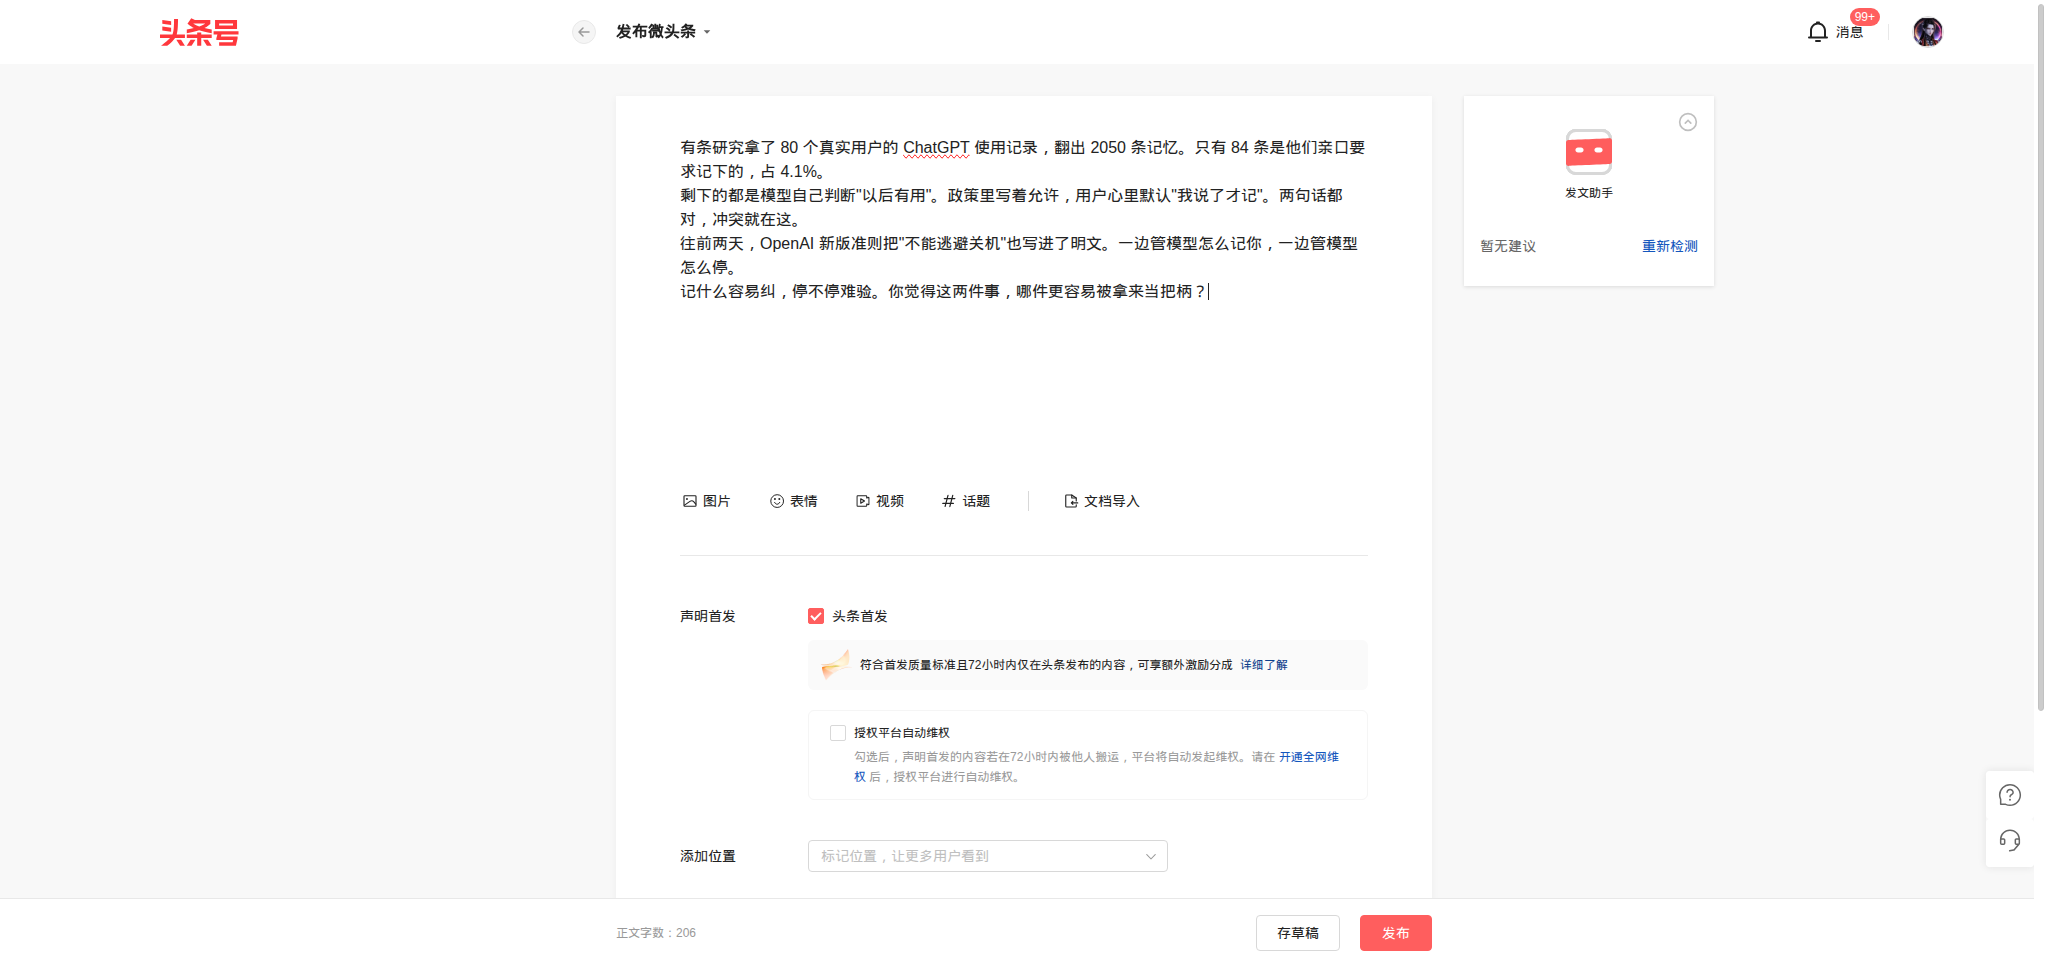 头条号
发布微头条
消息
99+
有条研究拿了 80 个真实用户的 ChatGPT 使用记录，翻出 2050 条记忆。只有 84 条是他们亲口要
求记下的，占 4.1%。
剩下的都是模型自己判断"以后有用"。政策里写着允许，用户心里默认"我说了才记"。两句话都
对，冲突就在这。
往前两天，OpenAI 新版准则把"不能逃避关机"也写进了明文。一边管模型怎么记你，一边管模型
怎么停。
记什么容易纠，停不停难验。你觉得这两件事，哪件更容易被拿来当把柄？
发文助手
暂无建议
重新检测
图片
表情
视频
# 话题
文档导入
声明首发
头条首发
符合首发质量标准且72小时内仅在头条发布的内容，可享额外激励分成 详细了解
授权平台自动维权
勾选后，声明首发的内容若在72小时内被他人搬运，平台将自动发起维权。请在 开通全网维
权 后，授权平台进行自动维权。
添加位置
标记位置，让更多用户看到
正文字数：206
存草稿
发布